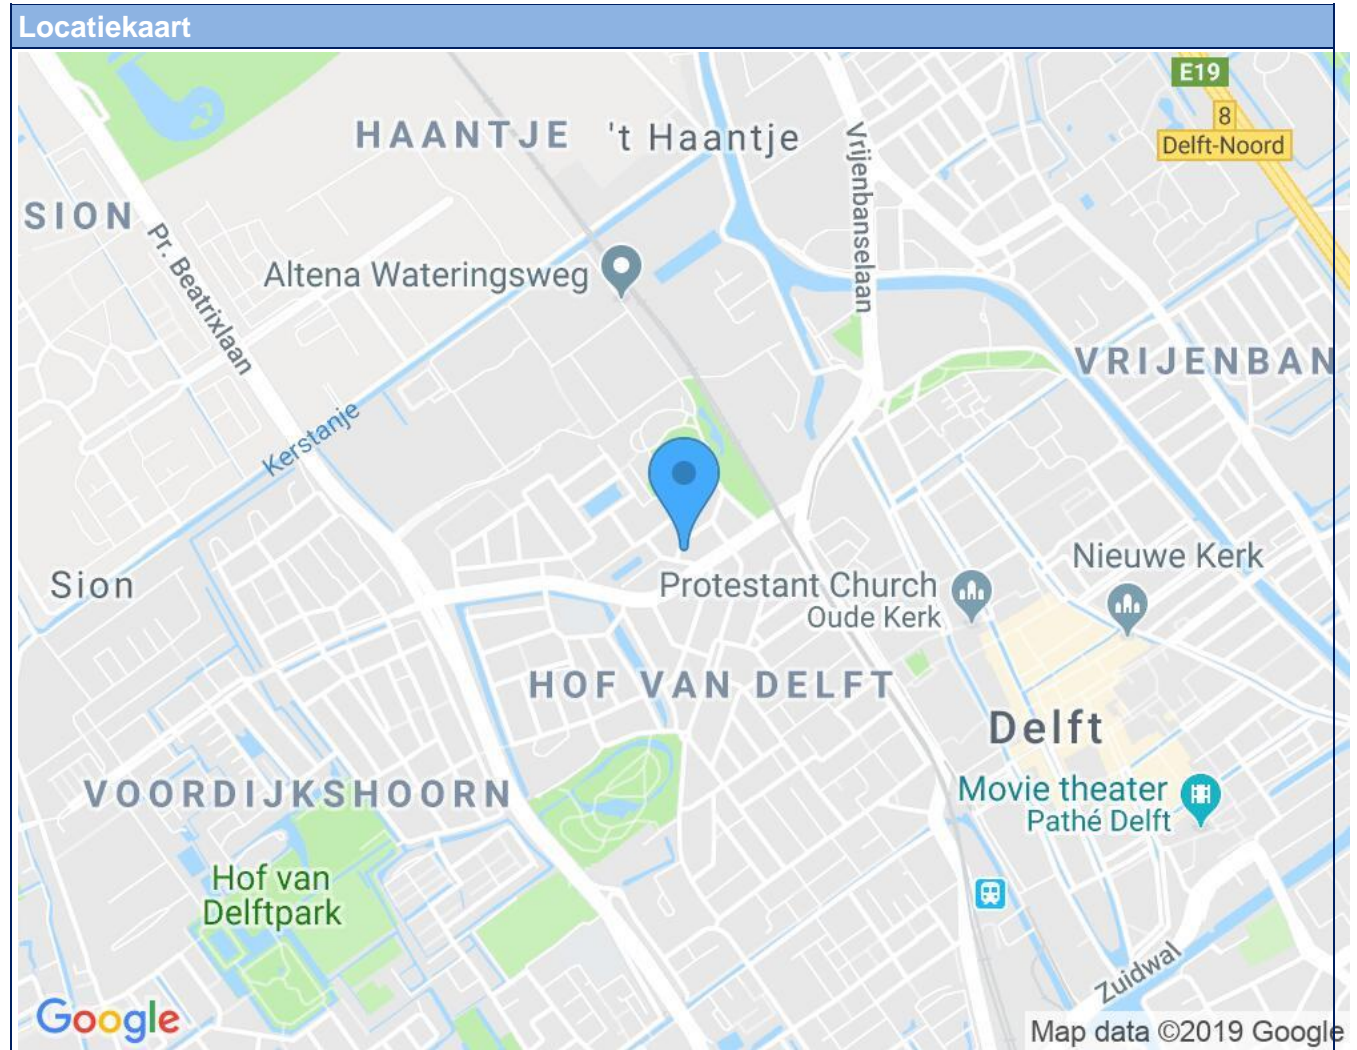 Locatiekaart
E19
8
Delft-Noord
HAANTJE
't Haantje
Vrijenbanselaan
SION
Pr. Beatrixlaan
Altena Wateringsweg
VRIJENBAN
Kerstanje
Nieuwe Kerk
Sion
Protestant Church
Oude Kerk
HOF VAN DELFT
Delft
VOORDIJKSHOORN
Movie theater
Pathé Delft
Hof van
Delftpark
Zuidwal
Google
Map data ©2019 Google